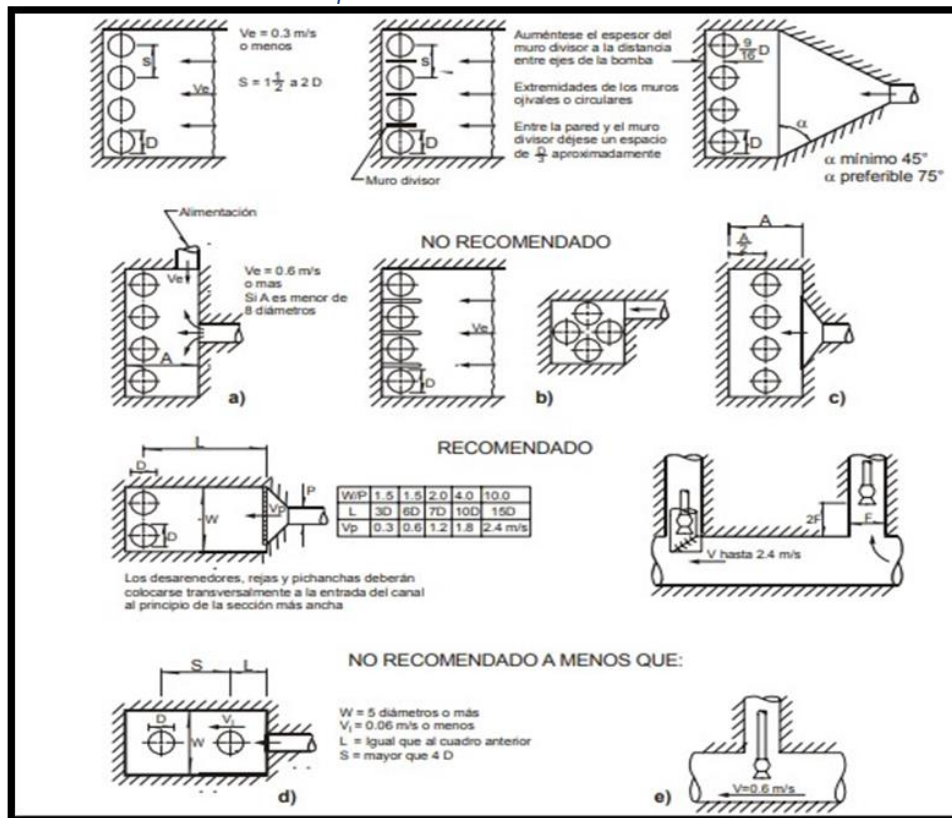 Ve = 0.3 m/s
o menos
S = 1 1/2 a 2 D
S
Ve
D
S
D
Muro divisor
Auméntese el espesor del
muro divisor a la distancia
entre ejes de la bomba
Extremidades de los muros
ojivales o circulares
Entre la pared y el muro
divisor déjese un espacio
de D/3 aproximadamente
9/16 D
D
α
α mínimo 45°
α preferible 75°
Alimentación
Ve
A
Ve = 0.6 m/s
o mas
Si A es menor de
8 diámetros
a)
NO RECOMENDADO
Ve
D
b)
A
A/2
c)
RECOMENDADO
L
D
W
D
Vp
P
W/P 1.5 1.5 2.0 4.0 10.0
L 3D 6D 7D 10D 15D
Vp 0.3 0.6 1.2 1.8 2.4 m/s
2F
F
V hasta 2.4 m/s
Los desarenedores, rejas y pichanchas deberán
colocarse transversalmente a la entrada del canal
al principio de la sección más ancha
NO RECOMENDADO A MENOS QUE:
S
L
D
W
V₁
W = 5 diámetros o más
V₁ = 0.06 m/s o menos
L = Igual que al cuadro anterior
S = mayor que 4 D
d)
e)
V=0.6 m/s